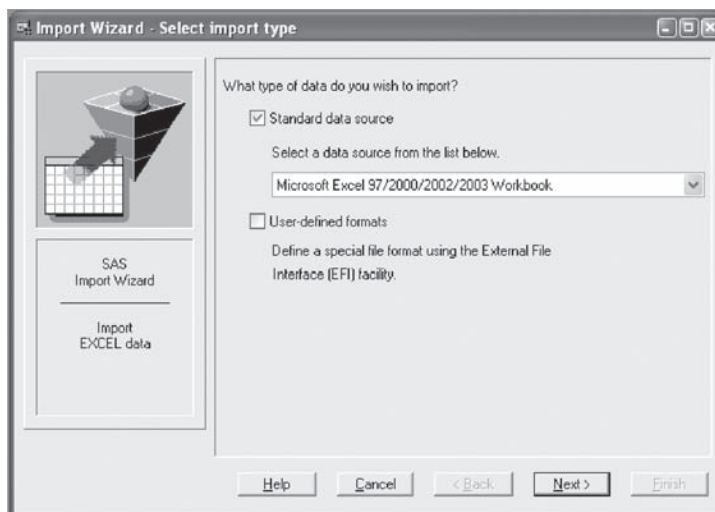 Import Wizard - Select import type
What type of data do you wish to import?
Standard data source
Select a data source from the list below.
Microsoft Excel 97/2000/2002/2003 Workbook
User-defined formats
Define a special file format using the External File
Interface (EFI) facility.
SAS
Import Wizard
Import
EXCEL data
Help
Cancel
< Back
Next >
Finish